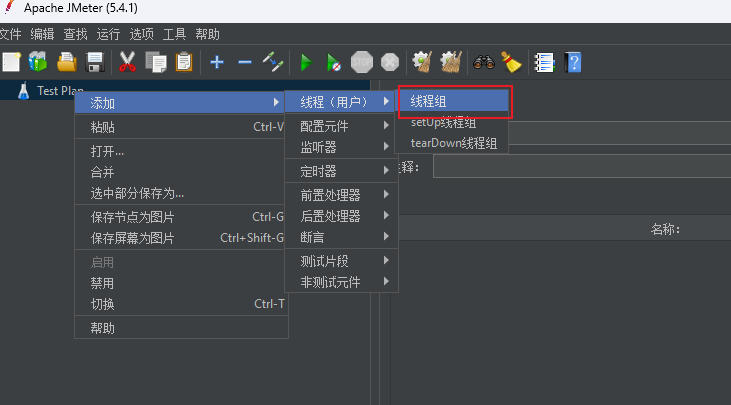 Apache JMeter (5.4.1)
文件 编辑 查找 运行 选项 工具 帮助
Test Plan
添加
粘贴 Ctrl-V
打开...
合并
选中部分保存为...
保存节点为图片 Ctrl-G
保存屏幕为图片 Ctrl+Shift-G
启用
禁用
切换 Ctrl-T
帮助
线程（用户）
配置元件
监听器
定时器
前置处理器
后置处理器
断言
测试片段
非测试元件
线程组
setUp线程组
tearDown线程组
注释：
名称：